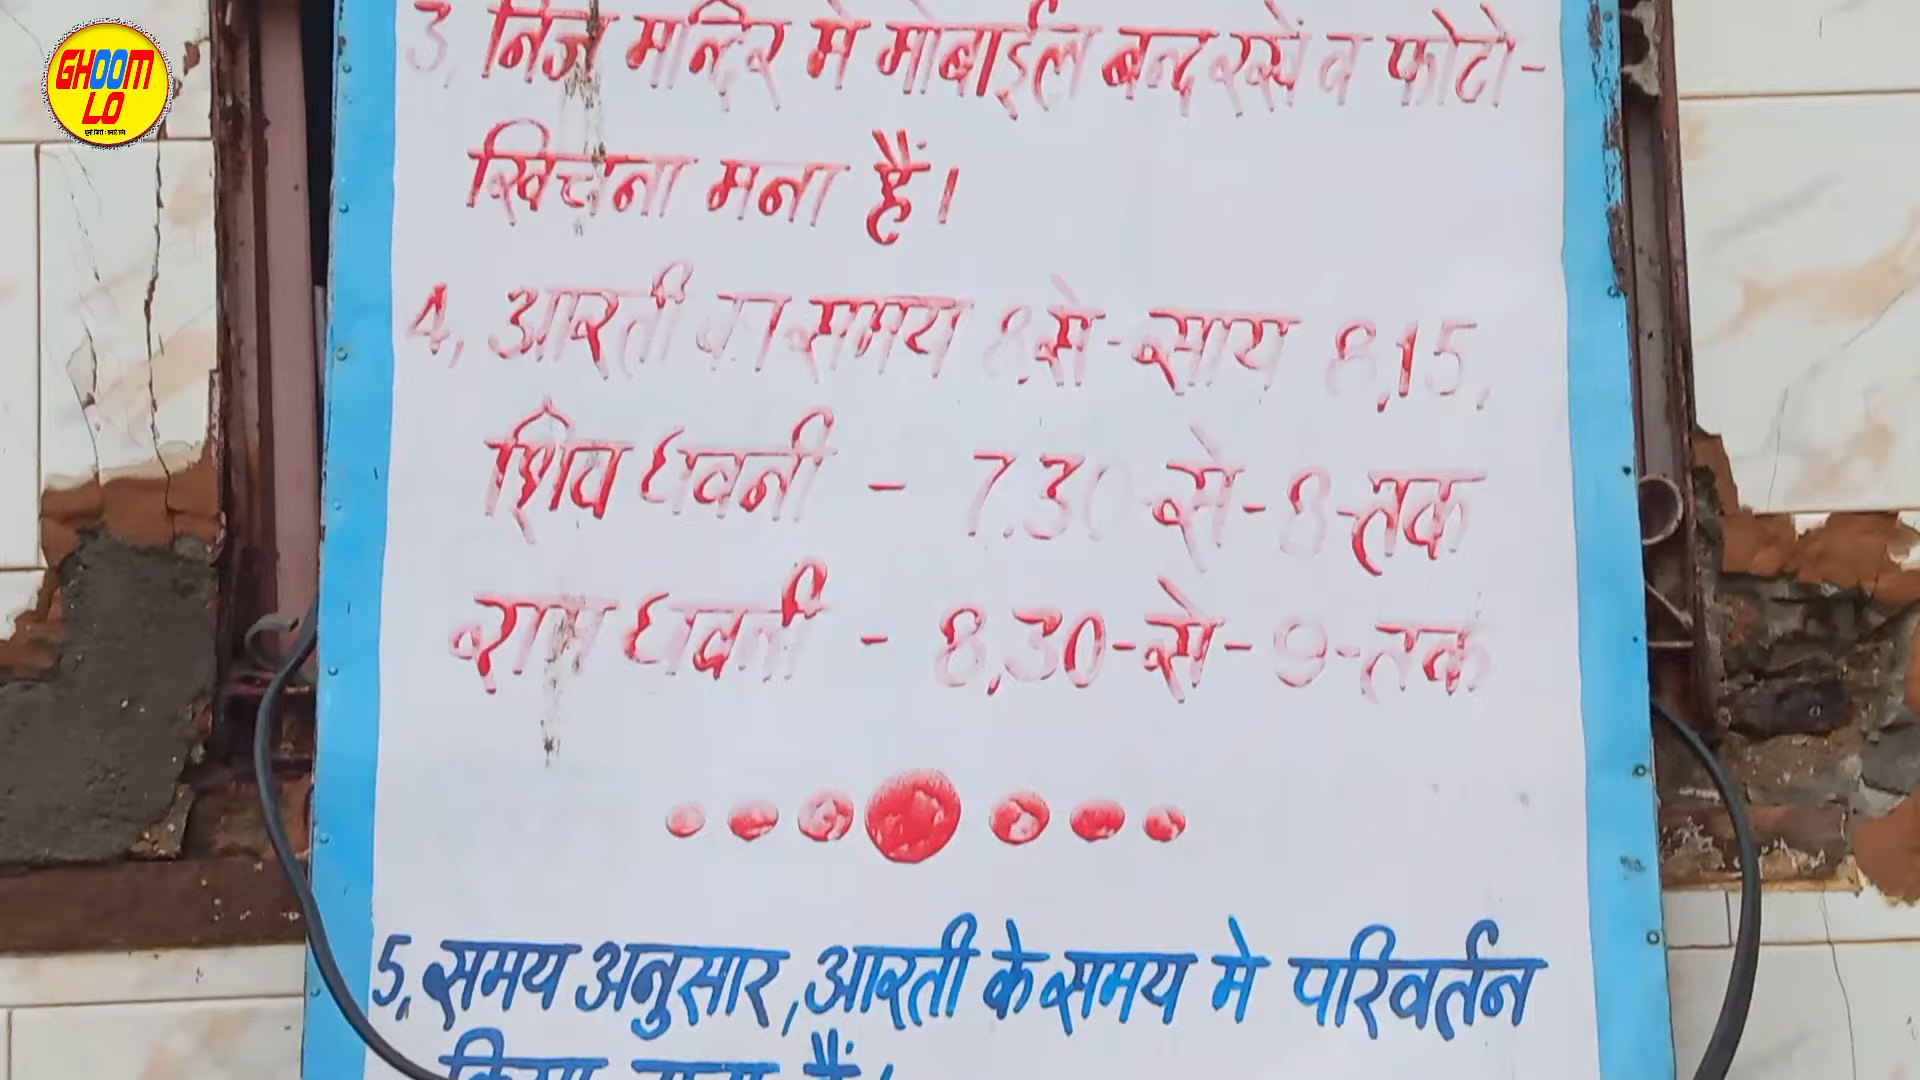 GHOOM
LO
3, निज मन्दिर मे मोबाईल बन्द रखें व फोटो-
खिचना मना हैं।
4, आरती का समय 8 से - साय 8.15,
शिव धवनी - 7.30 से - 8 - तक
राम धवनी - 8.30 - से - 9 - तक
5, समय अनुसार, आरती के समय मे परिवर्तन